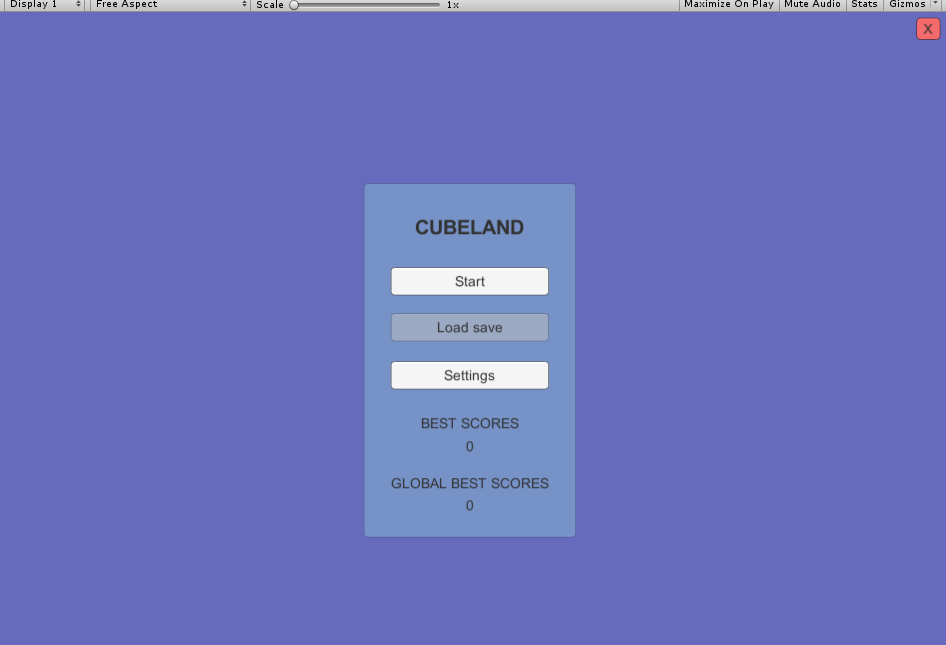 Display 1 Free Aspect Scale 1x Maximize On Play Mute Audio Stats Gizmos
X
CUBELAND
Start
Load save
Settings
BEST SCORES
0
GLOBAL BEST SCORES
0